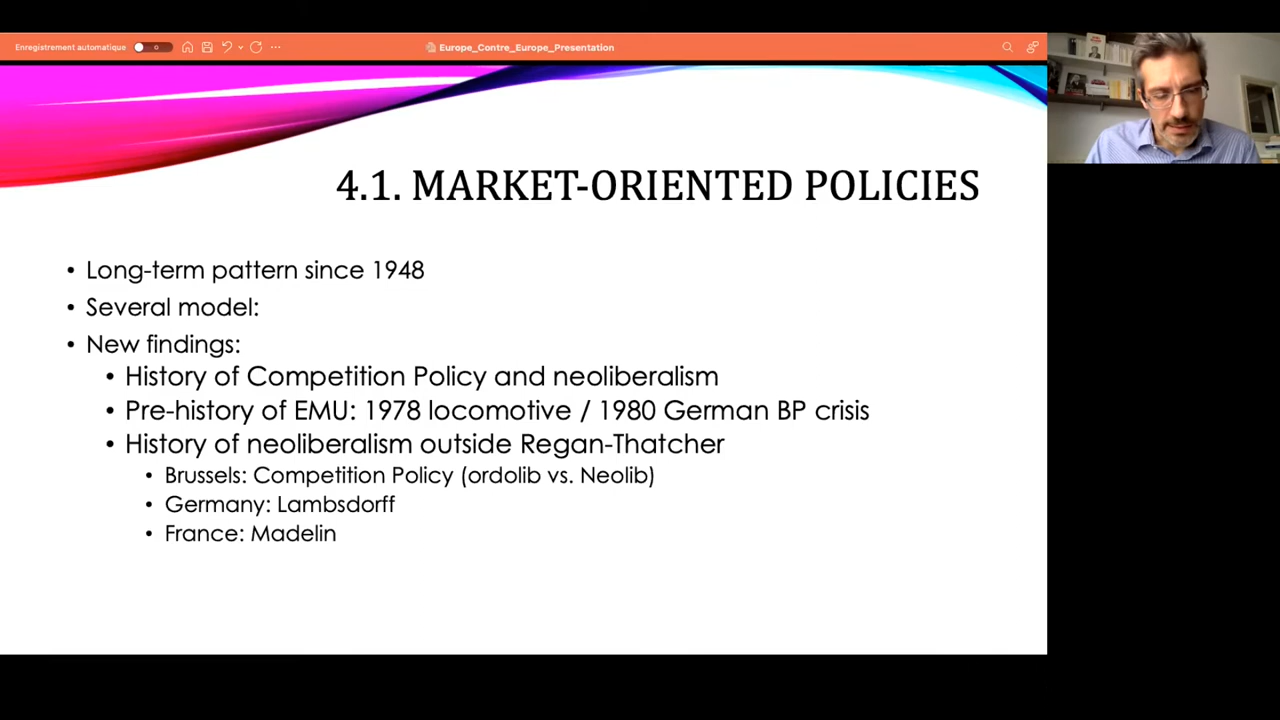 Enregistrement automatique
Europe_Contre_Europe_Presentation
4.1. MARKET-ORIENTED POLICIES
• Long-term pattern since 1948
• Several model:
• New findings:
• History of Competition Policy and neoliberalism
• Pre-history of EMU: 1978 locomotive / 1980 German BP crisis
• History of neoliberalism outside Regan-Thatcher
• Brussels: Competition Policy (ordolib vs. Neolib)
• Germany: Lambsdorff
• France: Madelin